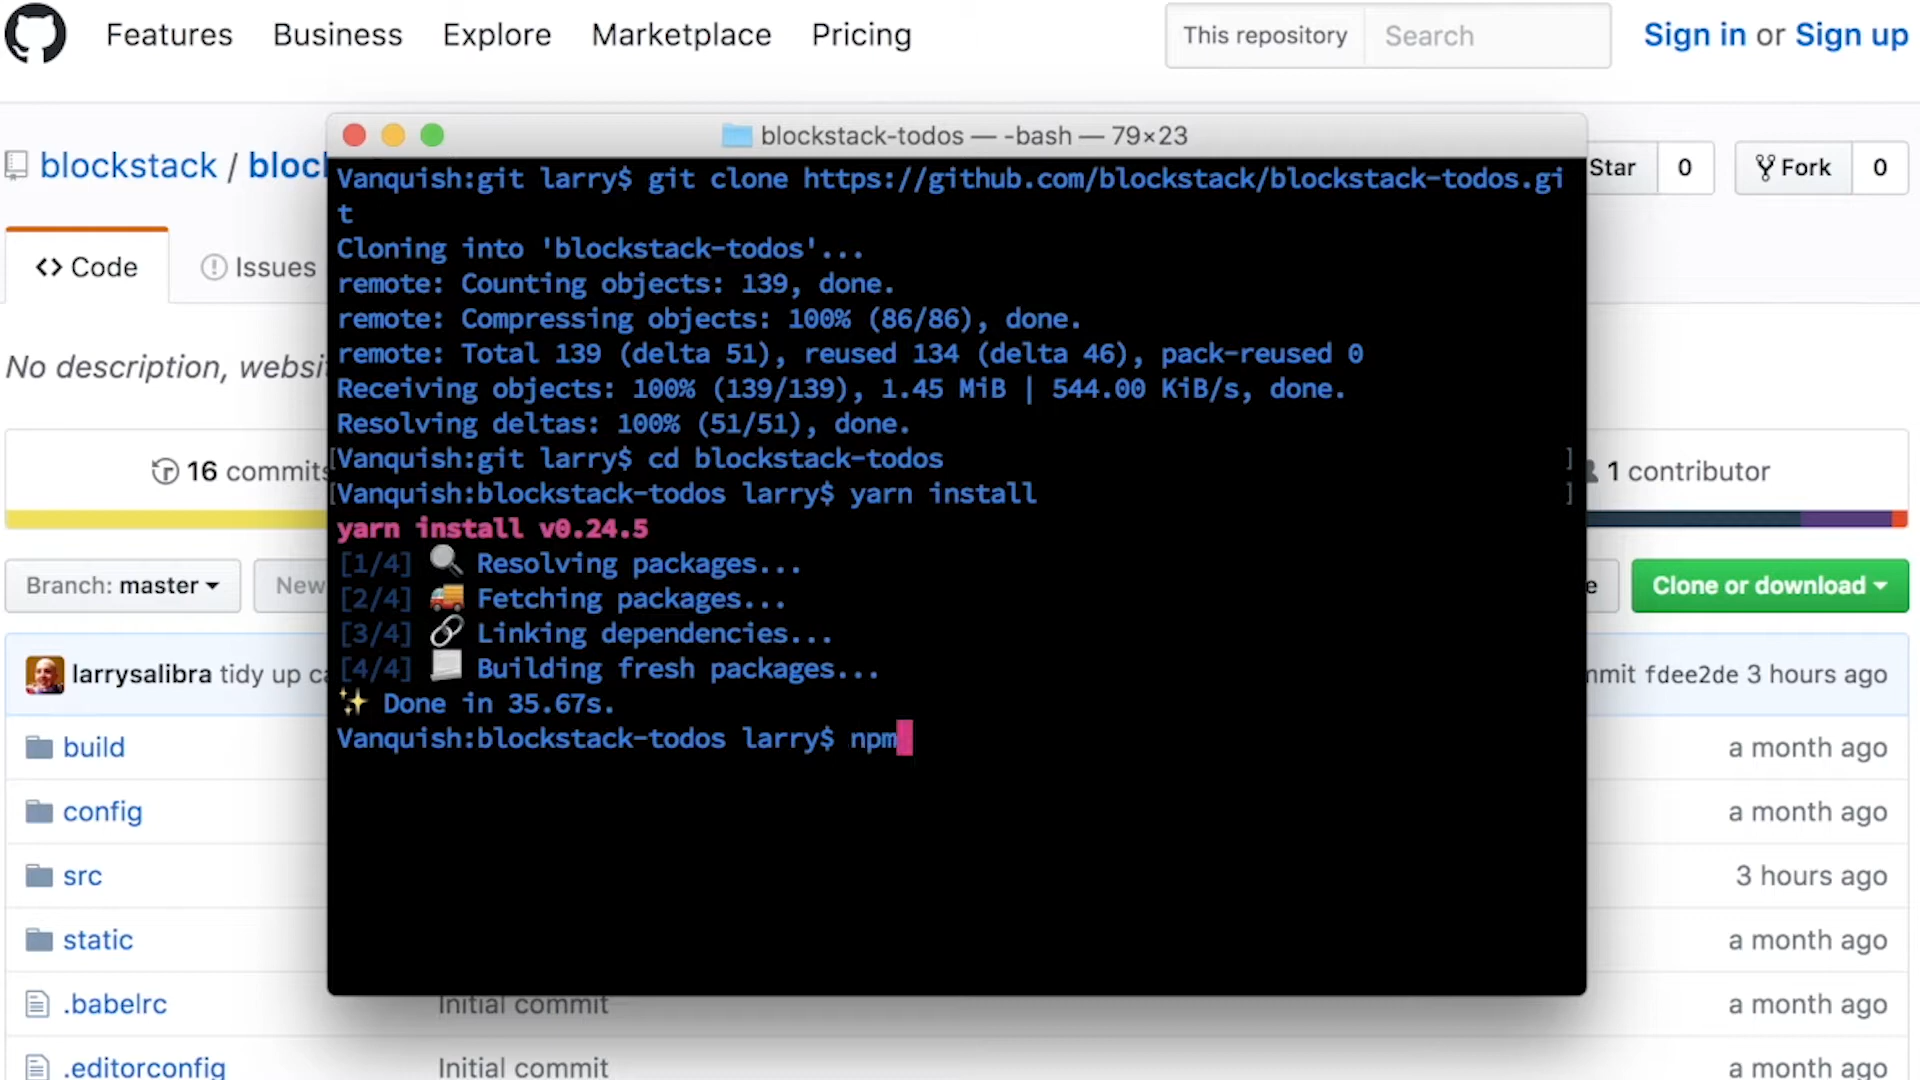 Features Business Explore Marketplace Pricing This repository Search Sign in or Sign up
blockstack-todos — -bash — 79×23
blockstack / bloc
Star 0 Fork 0
Vanquish:git larry$ git clone https://github.com/blockstack/blockstack-todos.gi
t
Cloning into 'blockstack-todos'...
remote: Counting objects: 139, done.
remote: Compressing objects: 100% (86/86), done.
remote: Total 139 (delta 51), reused 134 (delta 46), pack-reused 0
Receiving objects: 100% (139/139), 1.45 MiB | 544.00 KiB/s, done.
Resolving deltas: 100% (51/51), done.
[Vanquish:git larry$ cd blockstack-todos ]
[Vanquish:blockstack-todos larry$ yarn install ]
yarn install v0.24.5
[1/4] 🔍 Resolving packages...
[2/4] 🚚 Fetching packages...
[3/4] 🔗 Linking dependencies...
[4/4] 📃 Building fresh packages...
✨ Done in 35.67s.
Vanquish:blockstack-todos larry$ npm
Code Issues
No description, websi
16 commits
1 contributor
Branch: master New
Clone or download
larrysalibra tidy up ca
mmit fdee2de 3 hours ago
build a month ago
config a month ago
src 3 hours ago
static a month ago
.babelrc Initial commit a month ago
.editorconfig Initial commit a month ago